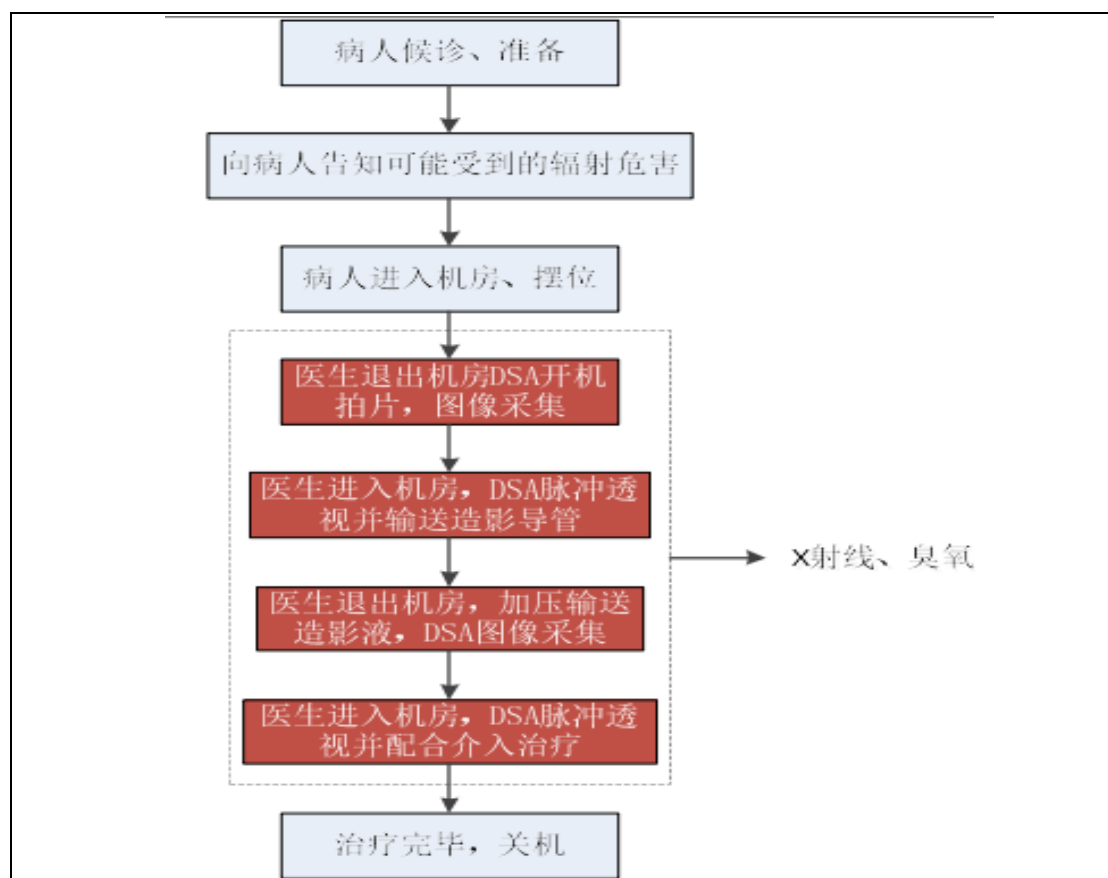 病人候诊、准备
向病人告知可能受到的辐射危害
病人进入机房、摆位
医生退出机房DSA开机
拍片，图像采集
医生进入机房，DSA脉冲透
视并输送造影导管
X射线、臭氧
医生退出机房，加压输送
造影液，DSA图像采集
医生进入机房，DSA脉冲透
视并配合介入治疗
治疗完毕，关机